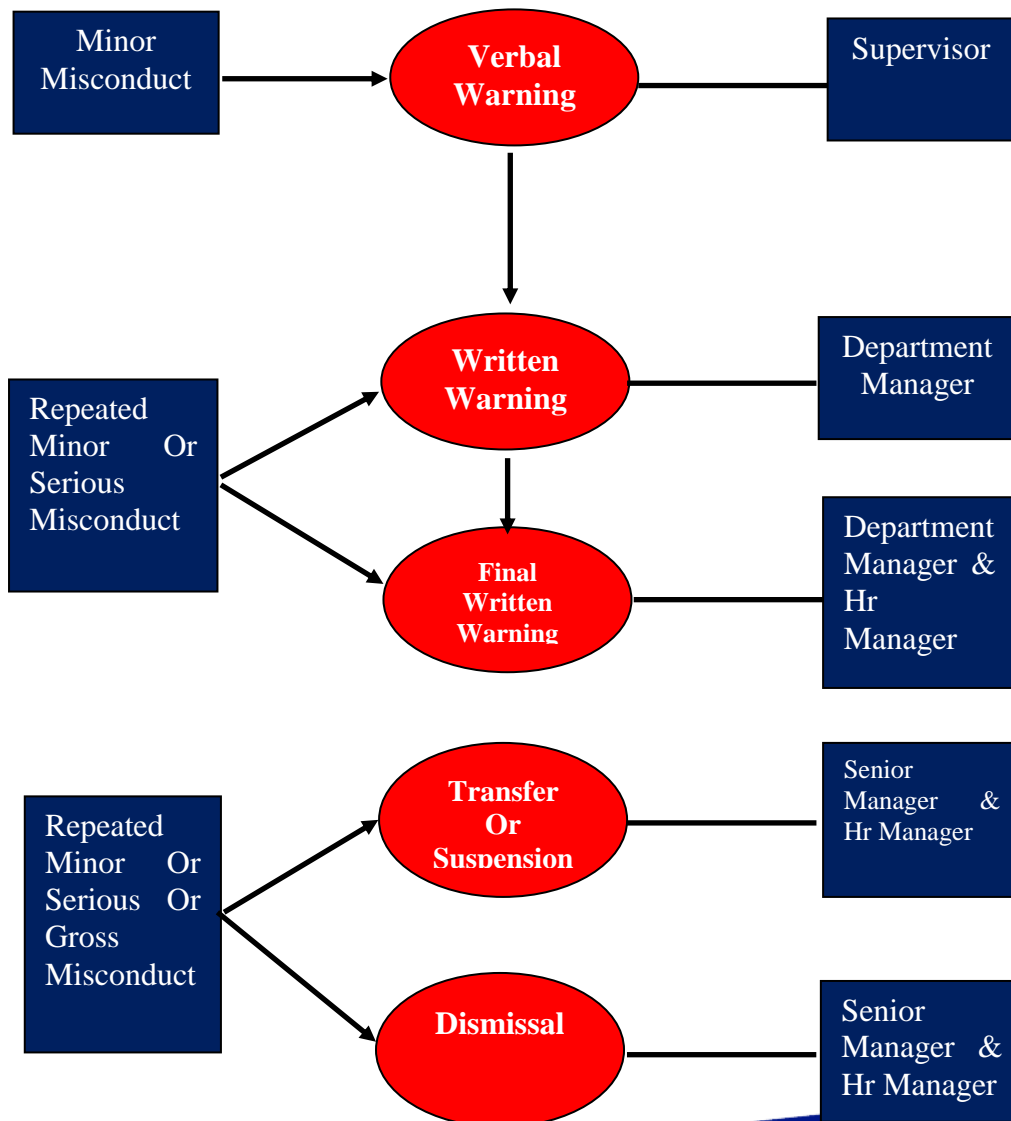 Minor
Misconduct
Verbal
Warning
Supervisor
Written
Warning
Department
Manager
Repeated
Minor Or
Serious
Misconduct
Final
Written
Warning
Department
Manager &
Hr
Manager
Transfer
Or
Suspension
Senior
Manager &
Hr Manager
Repeated
Minor Or
Serious Or
Gross
Misconduct
Dismissal
Senior
Manager &
Hr Manager